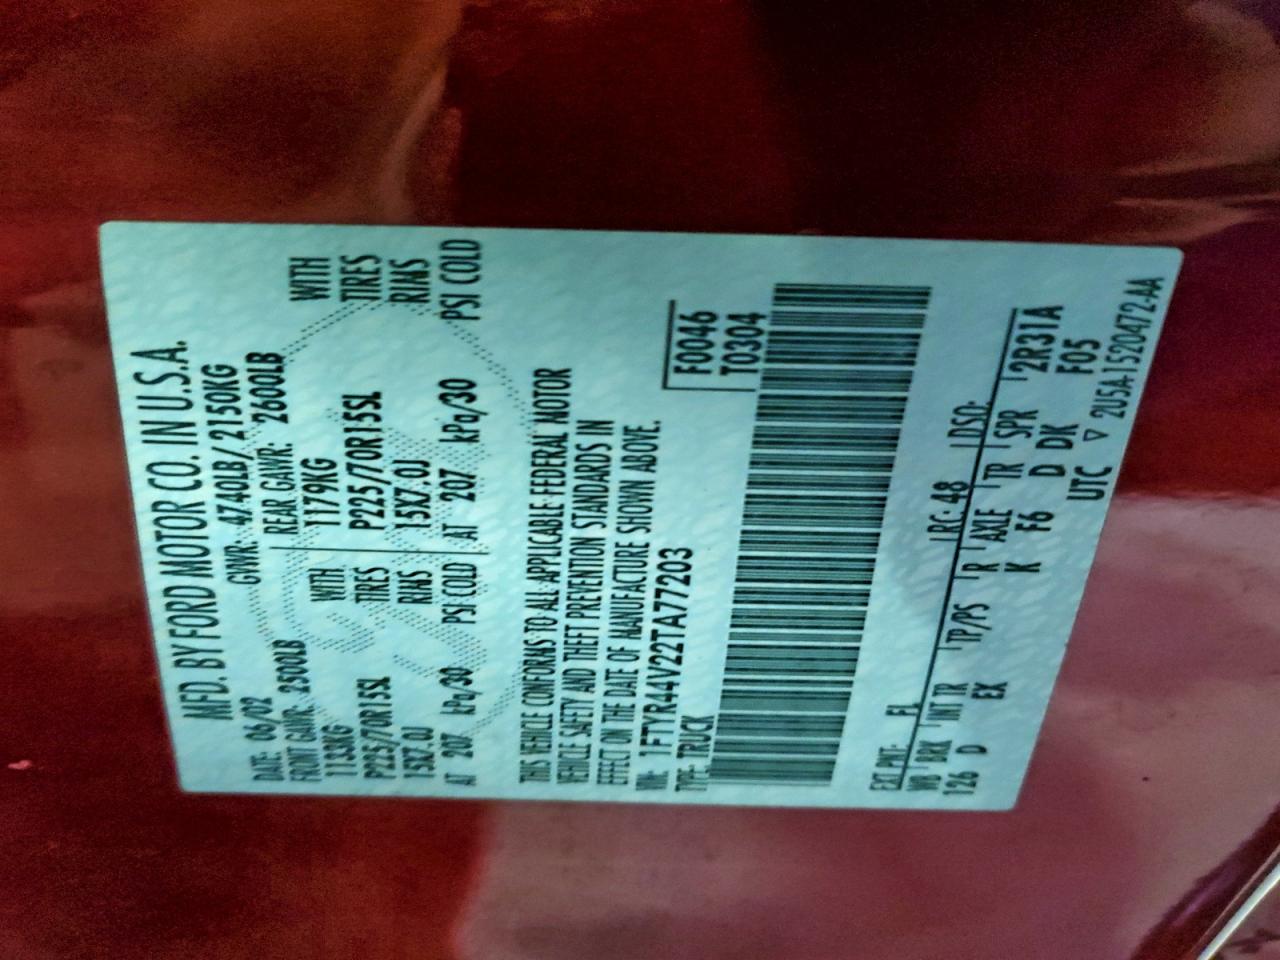 MFD. BY FORD MOTOR CO. IN U.S.A.
DATE: 06/02 GVWR: 4740LB/ 2150KG
FRONT GAWR: 2500LB REAR GAWR: 2600LB
1133KG WITH 1179KG WITH
P225/70R15SL TIRES P225/70R15SL TIRES
15X7.0J RIMS 15X7.0J RIMS
AT 207 kPa/30 PSI COLD AT 207 kPa/30 PSI COLD
THIS VEHICLE CONFORMS TO ALL APPLICABLE FEDERAL MOTOR
VEHICLE SAFETY AND THEFT PREVENTION STANDARDS IN
EFFECT ON THE DATE OF MANUFACTURE SHOWN ABOVE.
VIN: 1FTYR44V22TA77203 F0046
TYPE: TRUCK T0304
EXT PNT: FL RC: 48 DSO:
WB BRK INT TR TP/PS R AXLE TR SPR 2R31A
126 D EX K F6 D DK F05
UTC ▽ 2U5A-1520472-AA